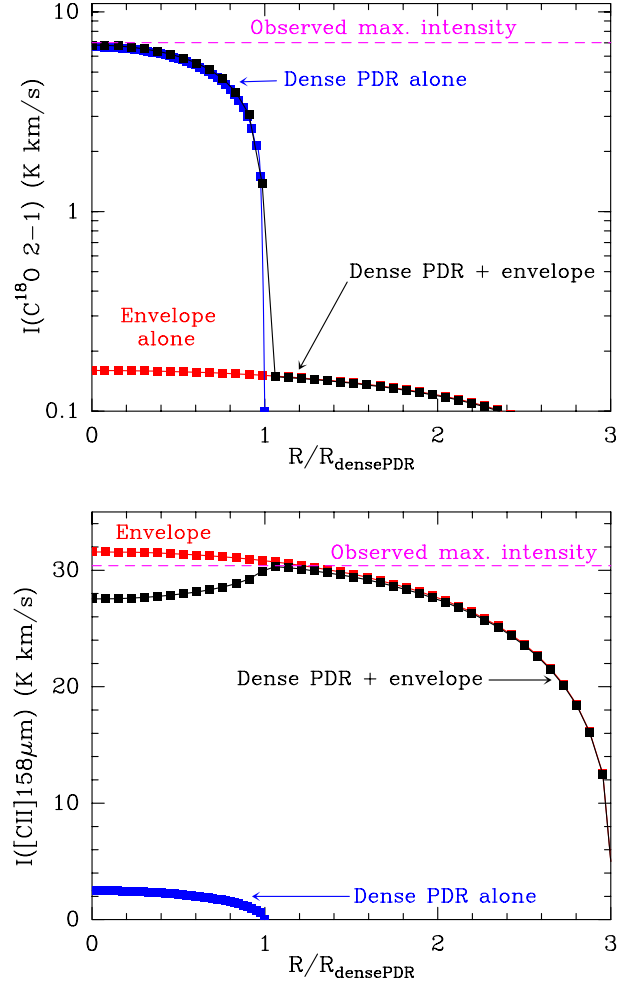 10
Observed max. intensity
Dense PDR alone
I(C¹⁸O 2−1) (K km/s)
1
Dense PDR + envelope
Envelope
alone
0.1
0 1 2 3
R/R_densePDR
Envelope
Observed max. intensity
30
I([CII]158μm) (K km/s)
Dense PDR + envelope
20
10
Dense PDR alone
0
0 1 2 3
R/R_densePDR